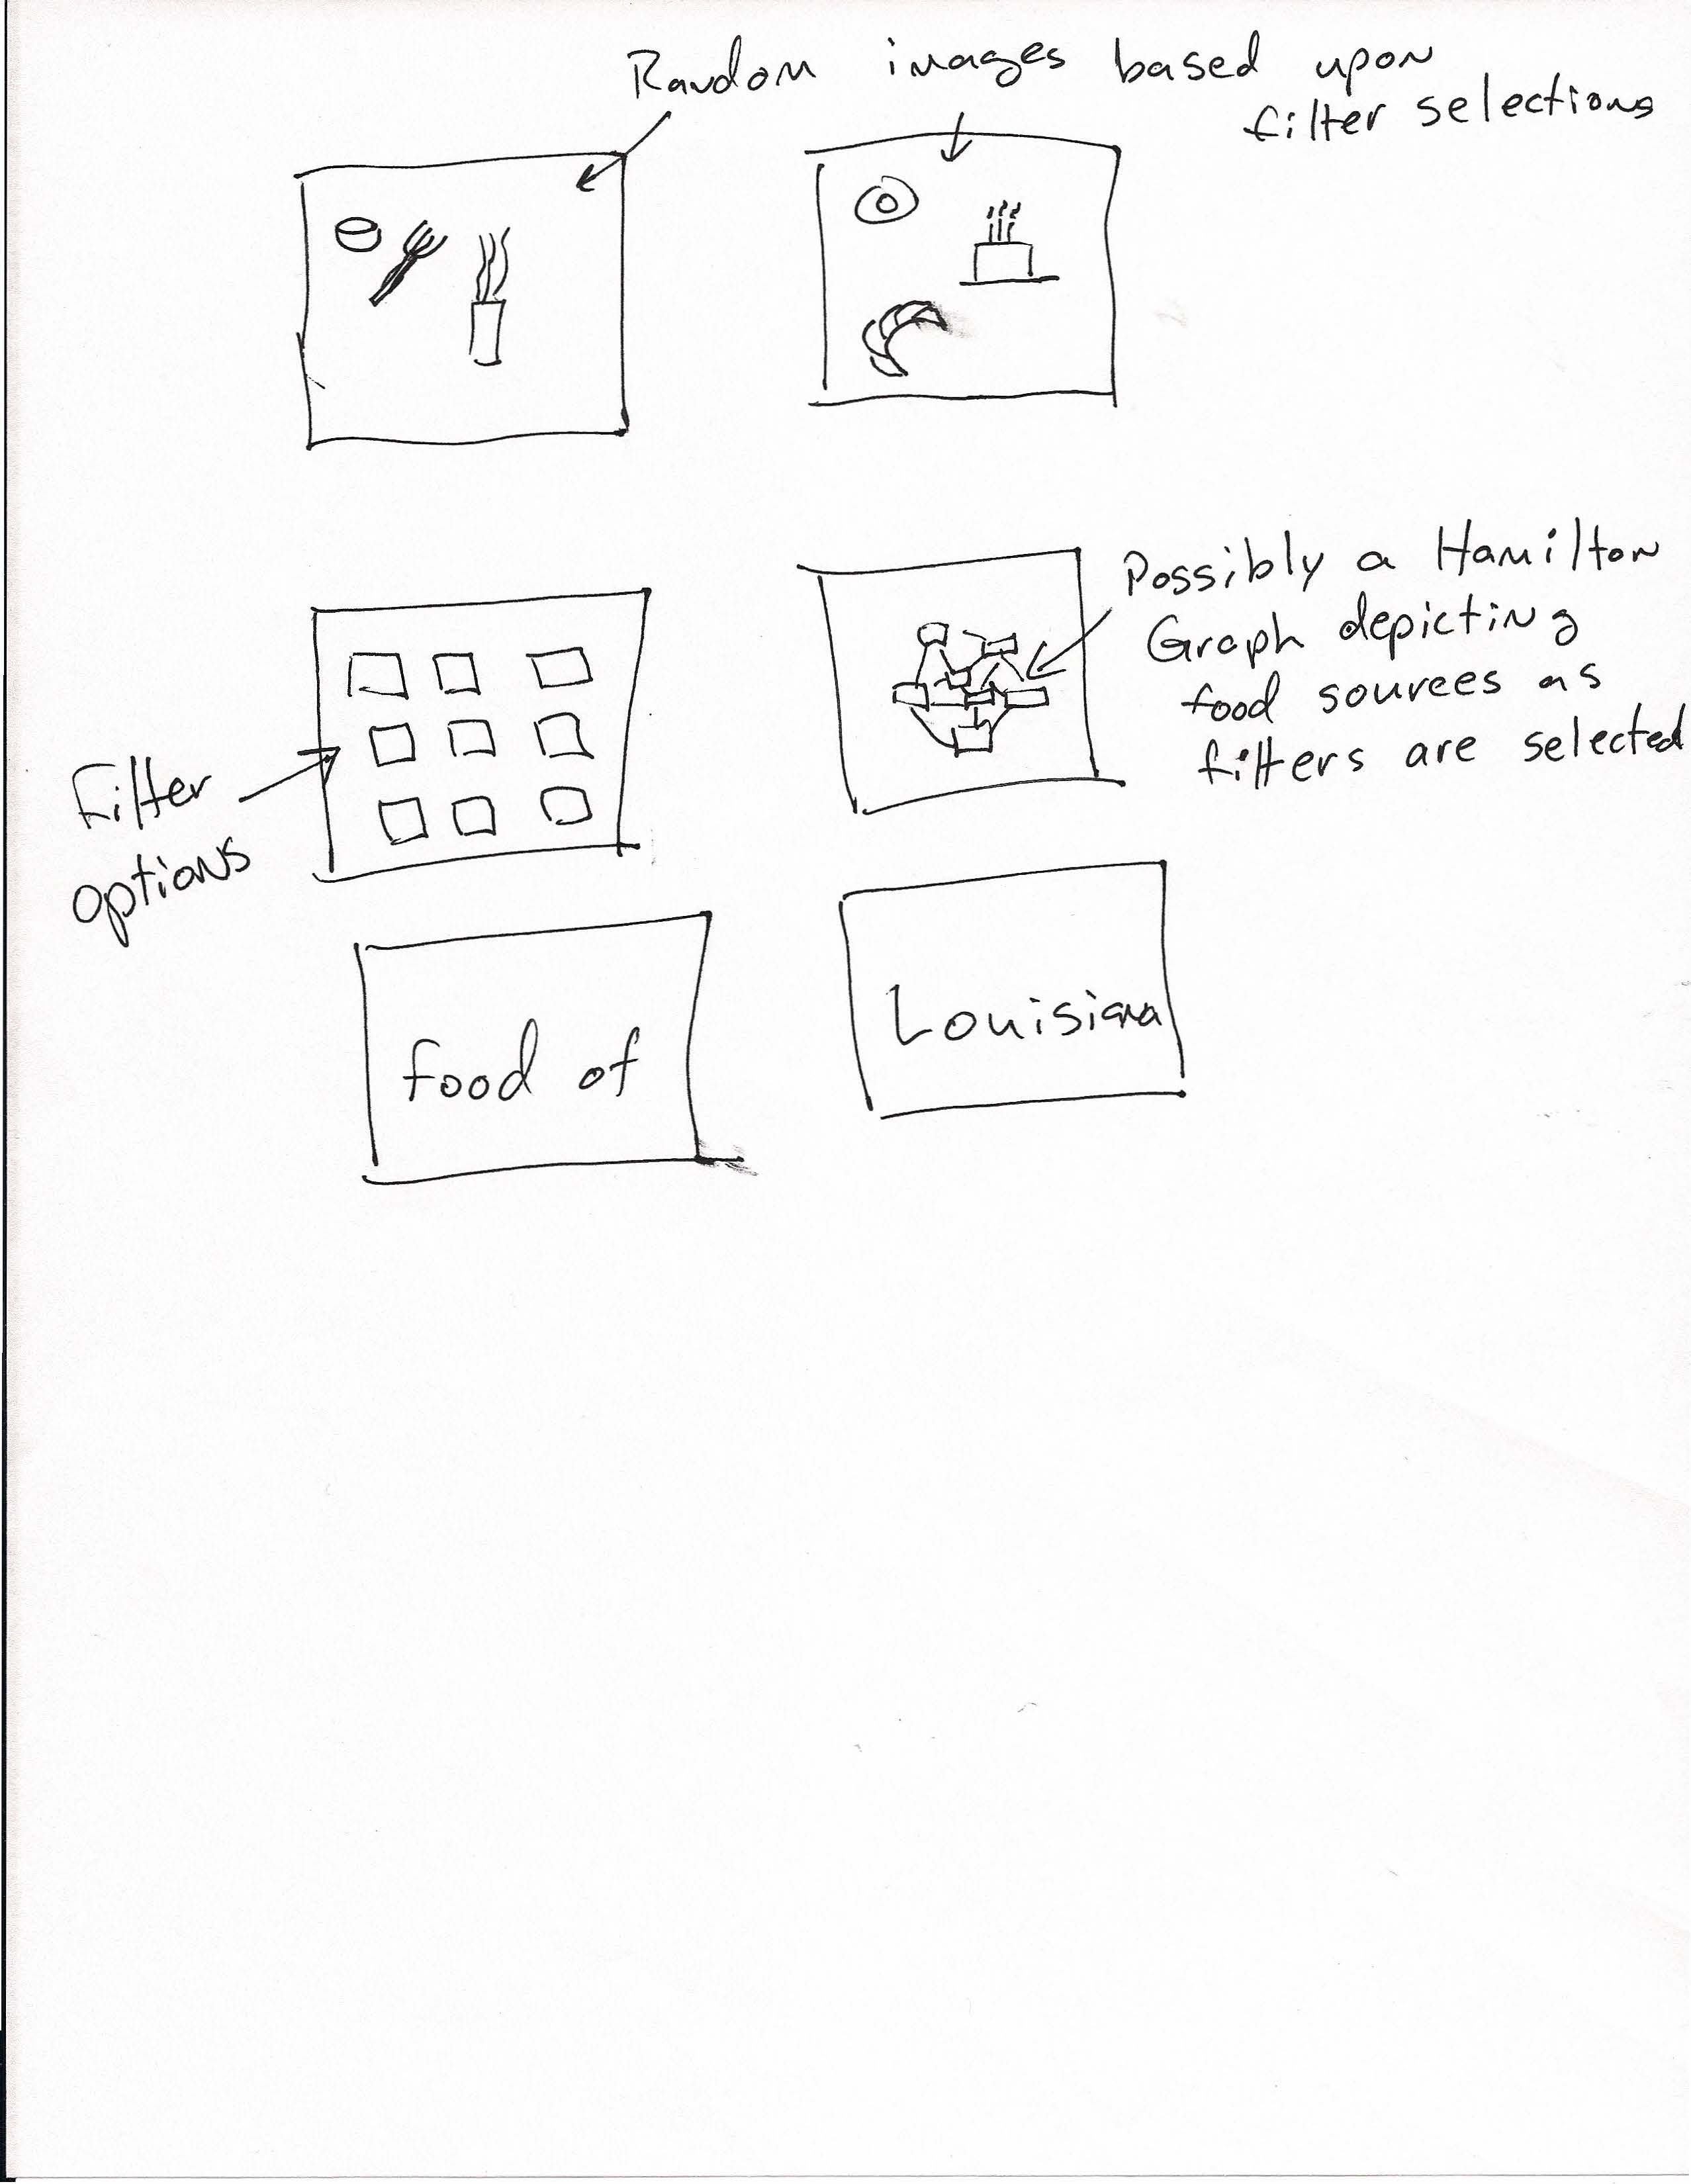 Random images based upon
filter selections
Possibly a Hamilton
Graph depicting
food sources as
filters are selected
Filter
options
food of
Louisiana